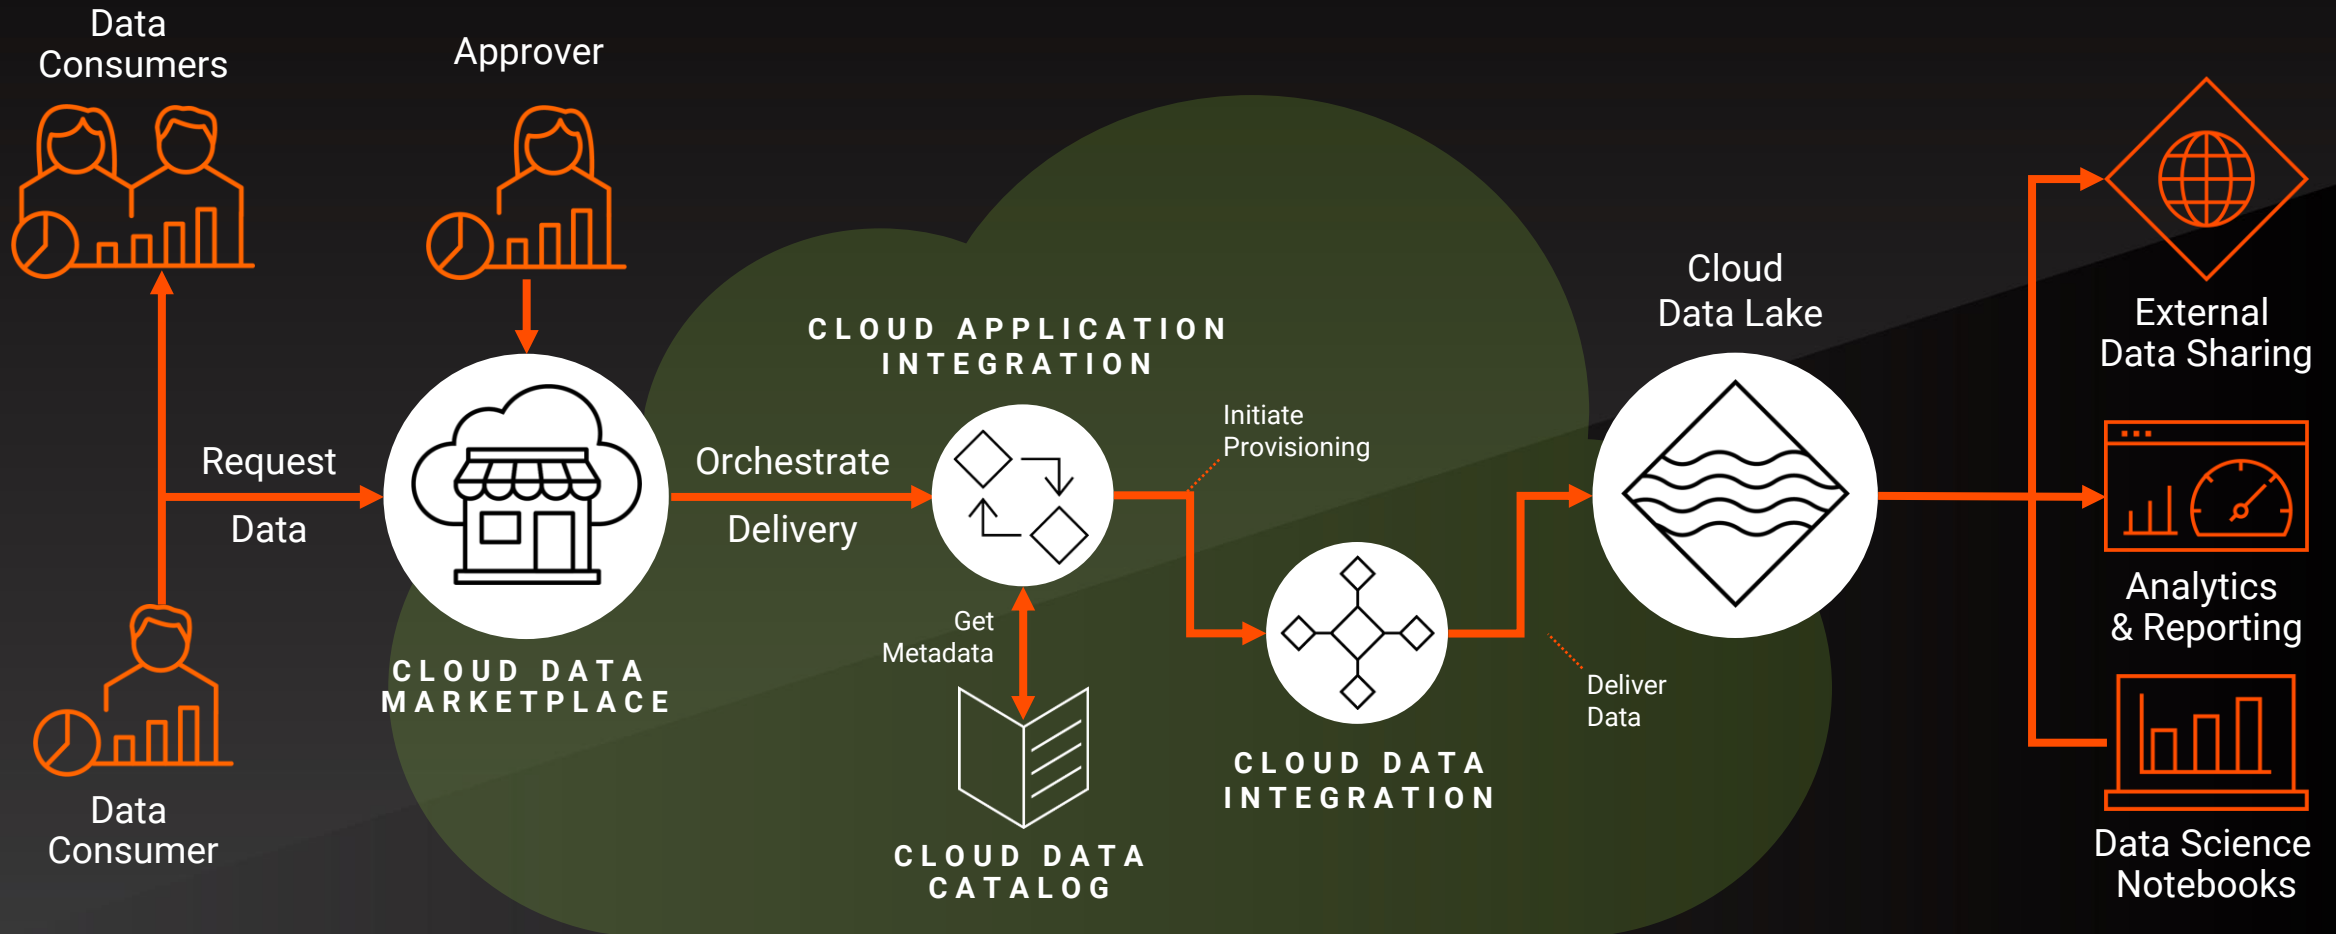 Data
Consumers
Approver
Request
Data
Data
Consumer
CLOUD DATA
MARKETPLACE
Orchestrate
Delivery
CLOUD APPLICATION
INTEGRATION
Get
Metadata
CLOUD DATA
CATALOG
Initiate
Provisioning
CLOUD DATA
INTEGRATION
Deliver
Data
Cloud
Data Lake
External
Data Sharing
Analytics
& Reporting
Data Science
Notebooks